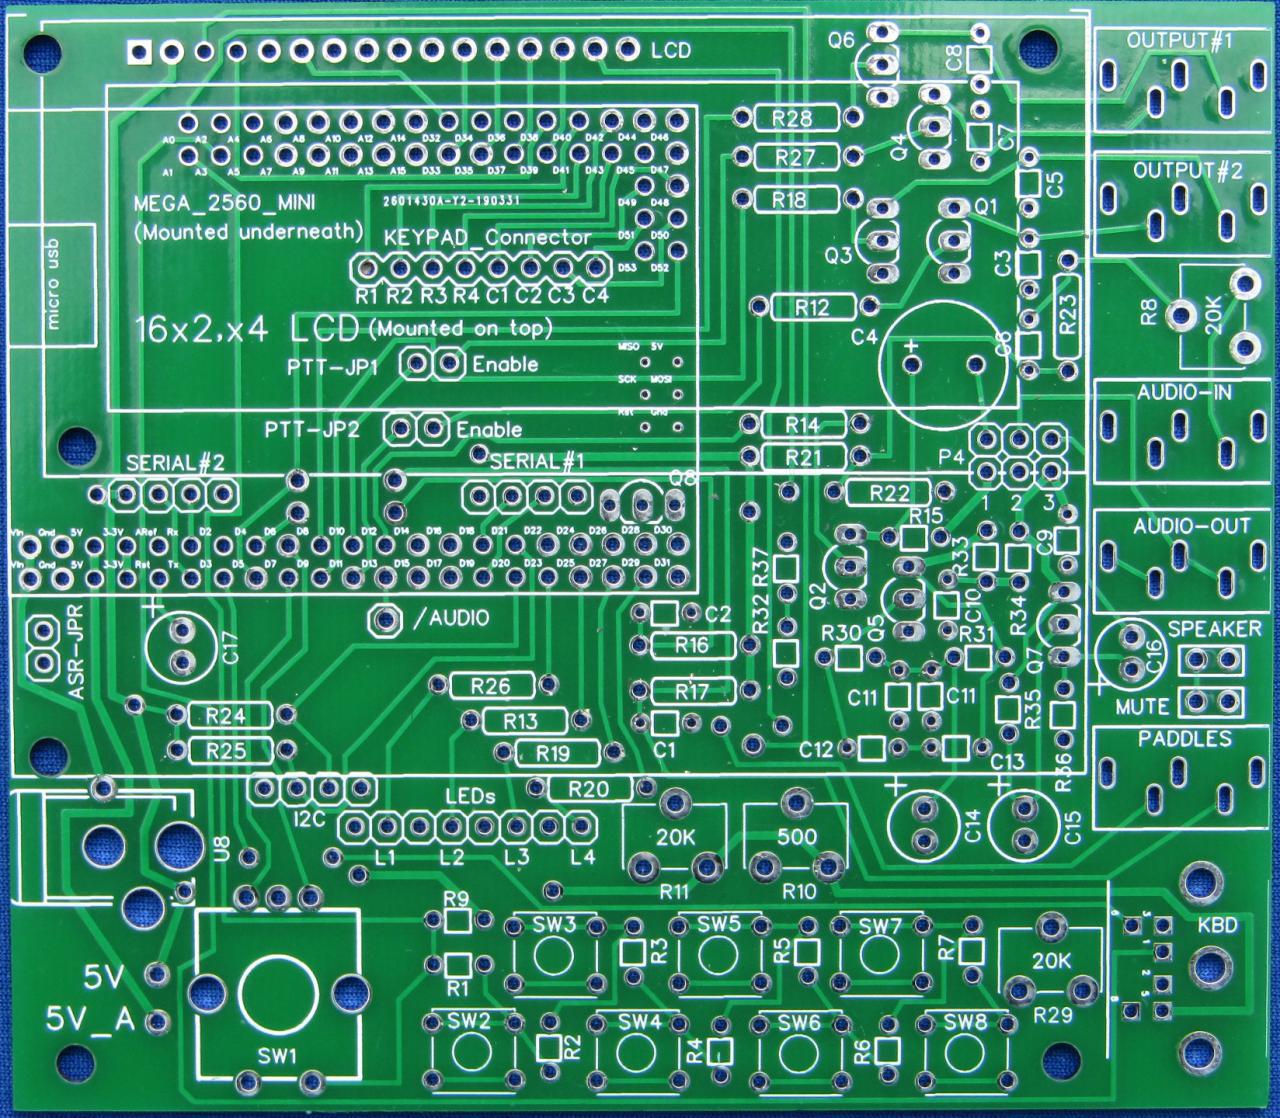 LCD
Q6
C8
OUTPUT#1
A0 A2 A4 A6 A8 A10 A12 A14 D32 D34 D36 D38 D40 D42 D44 D46
R28
Q4
C7
A1 A3 A5 A7 A9 A11 A13 A15 D33 D35 D37 D39 D41 D43 D45 D47
R27
OUTPUT#2
MEGA_2560_MINI
2601430A-Y2-190331
D49 D48
R18
C5
Q1
(Mounted underneath)
KEYPAD_Connector
D51 D50
Q3
micro usb
D53 D52
C3
R1 R2 R3 R4 C1 C2 C3 C4
R12
C4
+
R23
R8
20K
16x2,x4 LCD (Mounted on top)
MISO 5V
C6
PTT-JP1
Enable
SCK MOSI
AUDIO-IN
Rst Gnd
PTT-JP2
Enable
R14
R21
P4
SERIAL#2
SERIAL#1
Q8
R22
1 2 3
R15
AUDIO-OUT
Vin Gnd 5V 3-3V ARef Rx D2 D4 D6 D8 D10 D12 D14 D16 D18 D21 D22 D24 D26 D28 D30
R33
C9
Vin Gnd 5V 3-3V Rst Tx D3 D5 D7 D9 D11 D13 D15 D17 D19 D20 D23 D25 D27 D29 D31
R37
Q2
C10
R34
+
C17
/AUDIO
C2
R32
Q5
ASR-JPR
R16
R30
R31
Q7
SPEAKER
C16
+
R26
R17
C11
C11
R35
MUTE
R24
R13
C1
R25
R19
C12
C13
R36
PADDLES
R20
I2C
LEDs
U8
L1 L2 L3 L4
20K
R11
500
R10
+
C14
+
C15
R9
SW3
R3
SW5
R5
SW7
R7
20K
R29
KBD
5V
R1
5V_A
SW1
SW2
R2
SW4
R4
SW6
R6
SW8